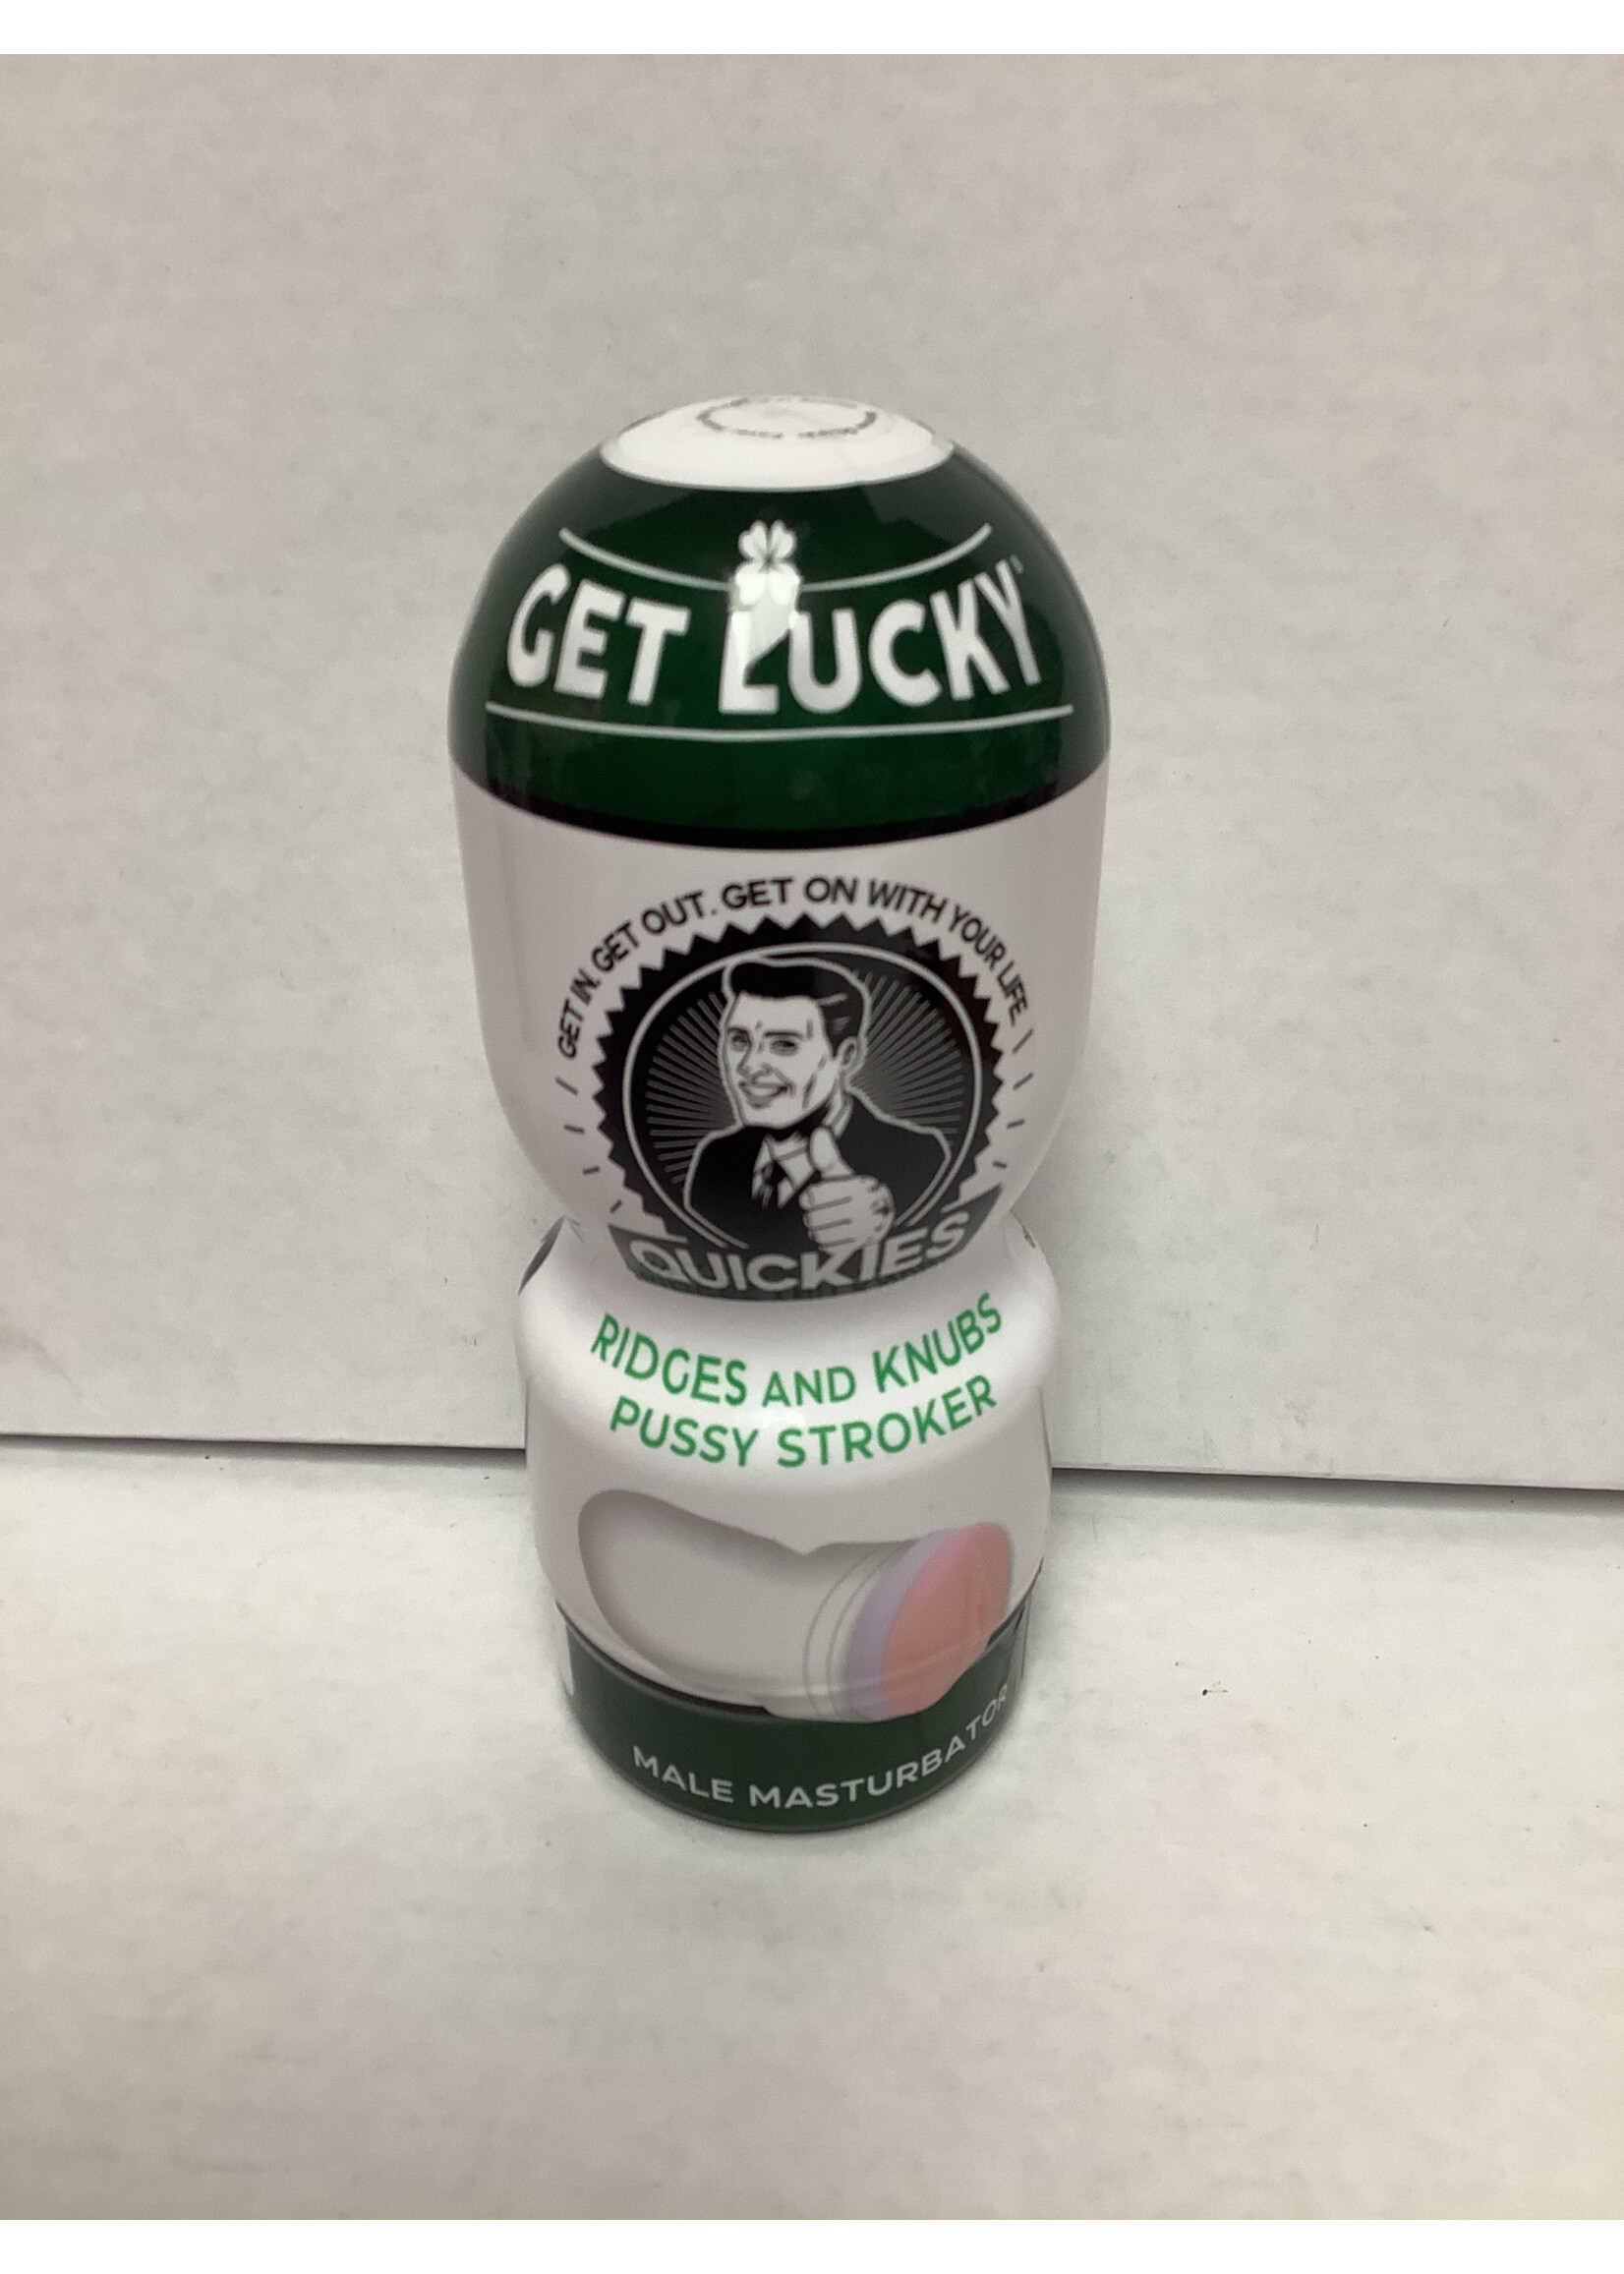 GET LUCKY
GET IN. GET OUT. GET ON WITH YOUR LIFE.
QUICKIES
RIDGES AND KNUBS
PUSSY STROKER
MALE MASTURBATOR